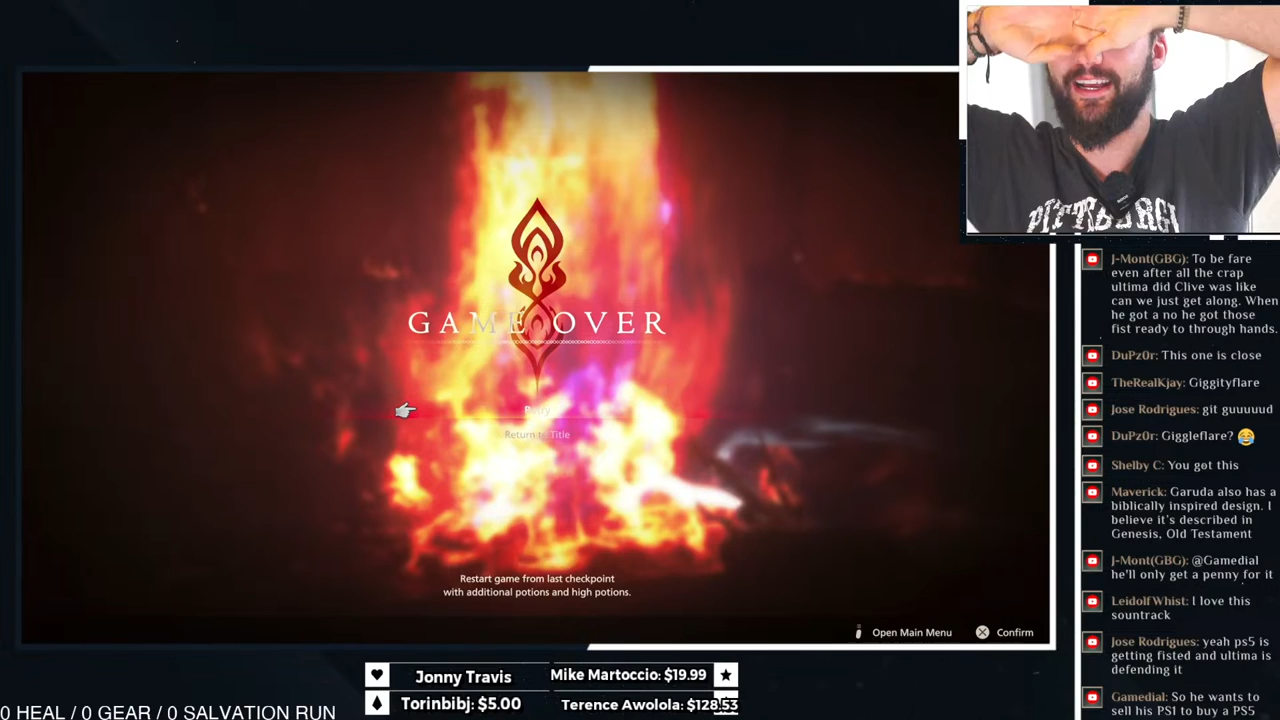 PITTSBURGH
GAME OVER
Retry
Return to Title
Restart game from last checkpoint
with additional potions and high potions.
Open Main Menu
Confirm
J-Mont(GBG): To be fare
even after all the crap
ultima did Clive was like
can we just get along. When
he got a no he got those
fist ready to through hands.
DuPz0r: This one is close
TheRealKjay: Giggityflare
Jose Rodrigues: git guuuuud
DuPz0r: Giggleflare? 😂
Shelby C: You got this
Maverick: Garuda also has a
biblically inspired design. I
believe it's described in
Genesis, Old Testament
J-Mont(GBG): @Gamedial
he'll only get a penny for it
Leidolf Whist: I love this
sountrack
Jose Rodrigues: yeah ps5 is
getting fisted and ultima is
defending it
Gamedial: So he wants to
sell his PS1 to buy a PS5
Jonny Travis
Mike Martoccio: $19.99
Torinbibj: $5.00
Terence Awolola: $128.53
0 HEAL / 0 GEAR / 0 SALVATION RUN